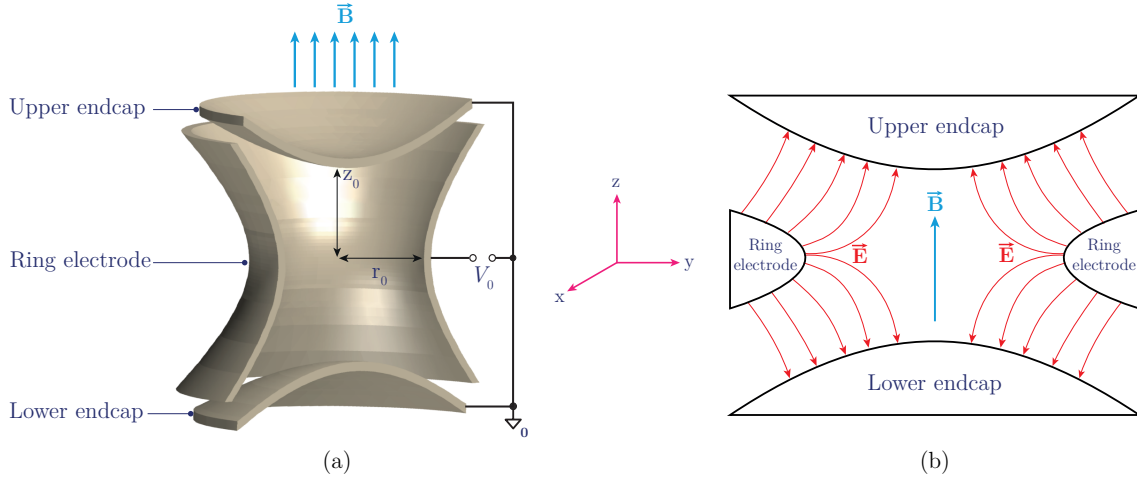 B
Upper endcap
z₀
Ring electrode
r₀
V₀
Lower endcap
0
(a)
z
y
x
Upper endcap
B
Ring
electrode
E
E
Ring
electrode
Lower endcap
(b)